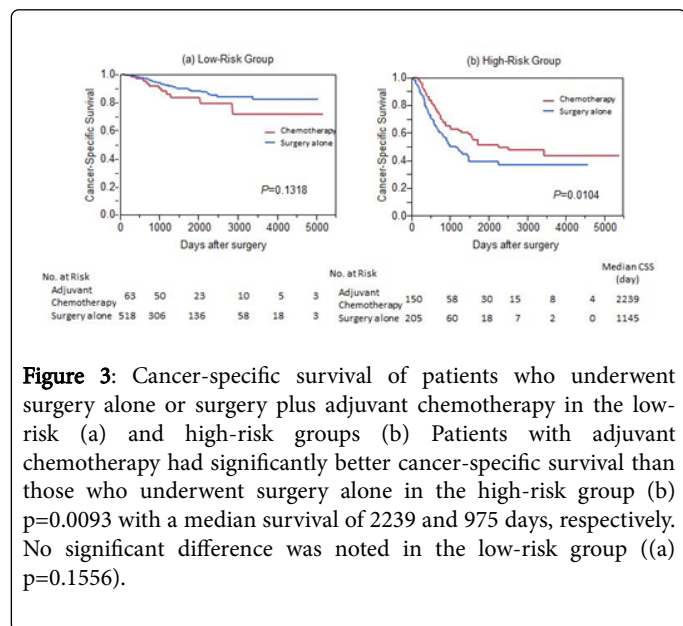 (a) Low-Risk Group
1.0
0.8
0.6
0.4
0.2
0.0
Cancer-Specific Survival
Chemotherapy
Surgery alone
P=0.1318
0 1000 2000 3000 4000 5000
Days after surgery
(b) High-Risk Group
1.0
0.8
0.6
0.4
0.2
0.0
Cancer-Specific Survival
Chemotherapy
Surgery alone
P=0.0104
0 1000 2000 3000 4000 5000
Days after surgery
No. at Risk
Adjuvant
Chemotherapy 63 50 23 10 5 3
Surgery alone 518 306 136 58 18 3
No. at Risk Median CSS
(day)
Adjuvant
Chemotherapy 150 58 30 15 8 4 2239
Surgery alone 205 60 18 7 2 0 1145
Figure 3: Cancer-specific survival of patients who underwent
surgery alone or surgery plus adjuvant chemotherapy in the low-
risk (a) and high-risk groups (b) Patients with adjuvant
chemotherapy had significantly better cancer-specific survival than
those who underwent surgery alone in the high-risk group (b)
p=0.0093 with a median survival of 2239 and 975 days, respectively.
No significant difference was noted in the low-risk group ((a)
p=0.1556).